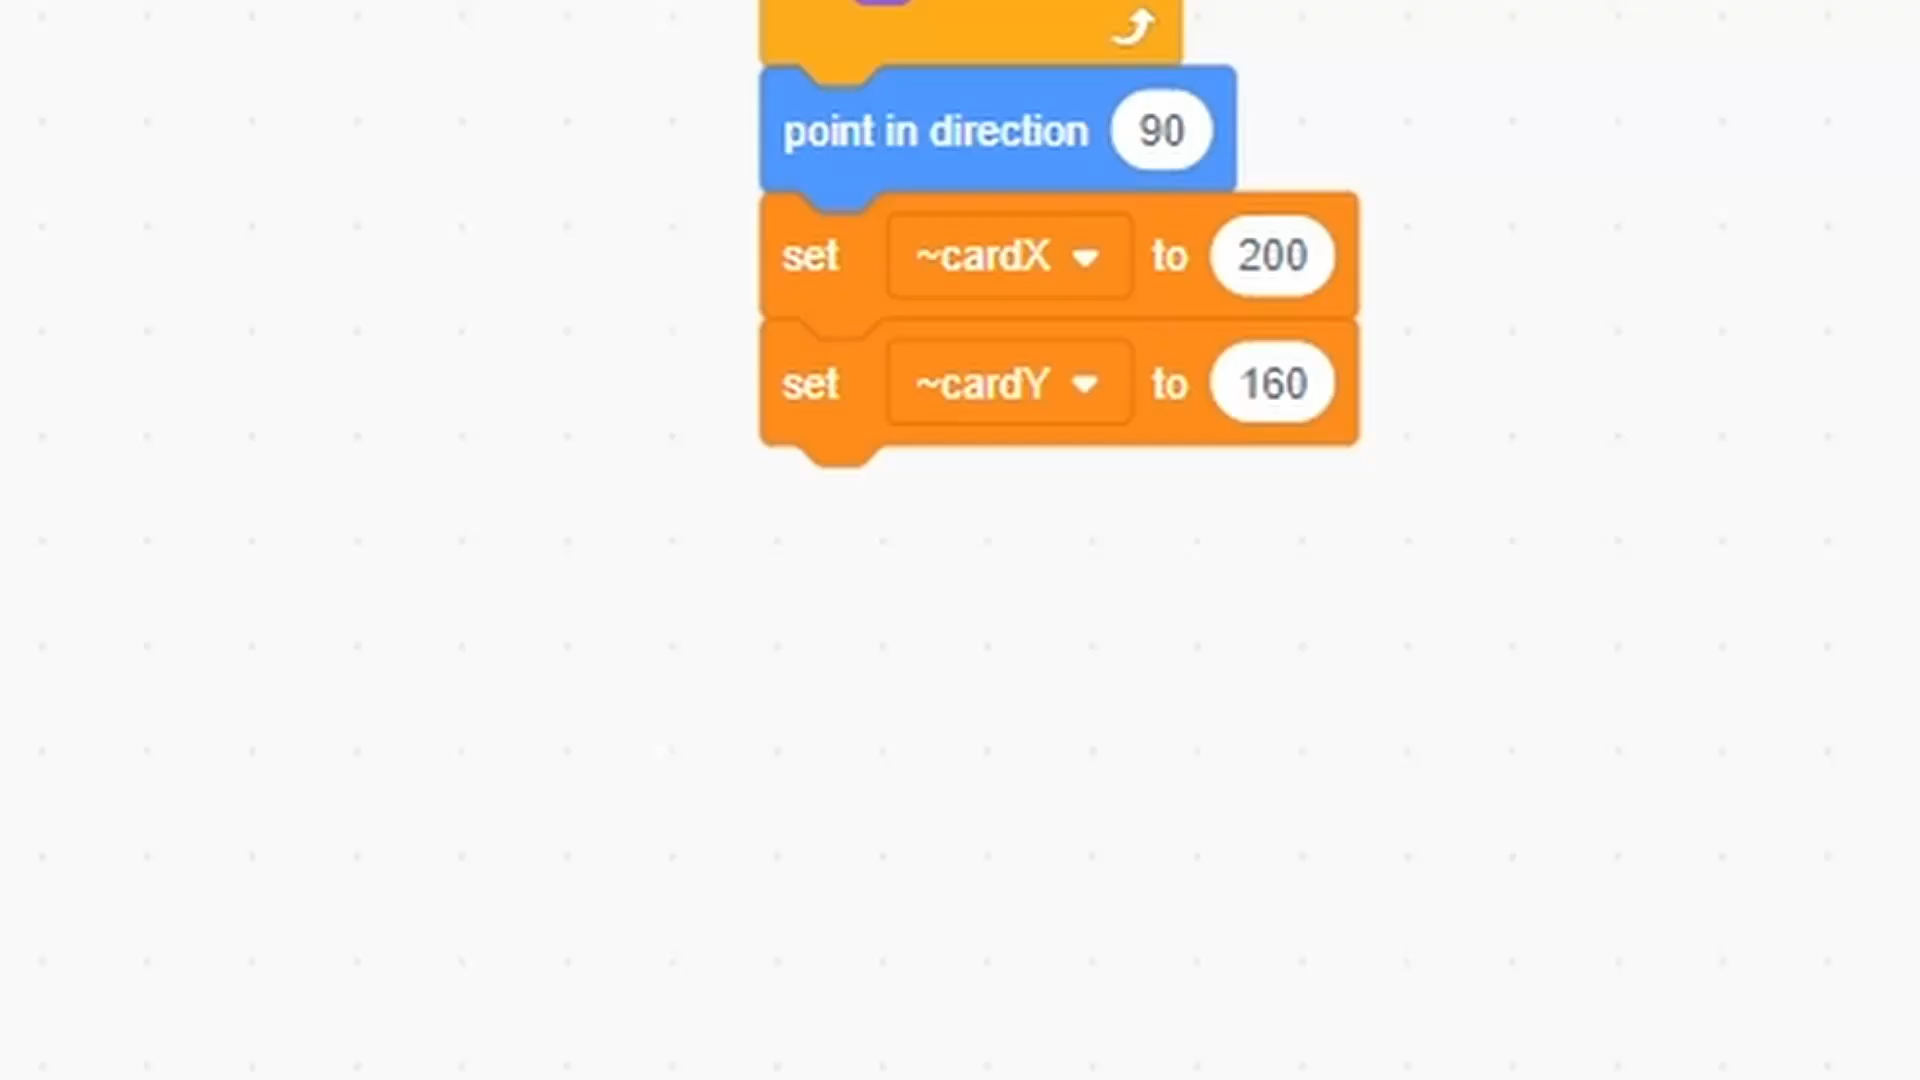 point in direction 90
set ~cardX to 200
set ~cardY to 160